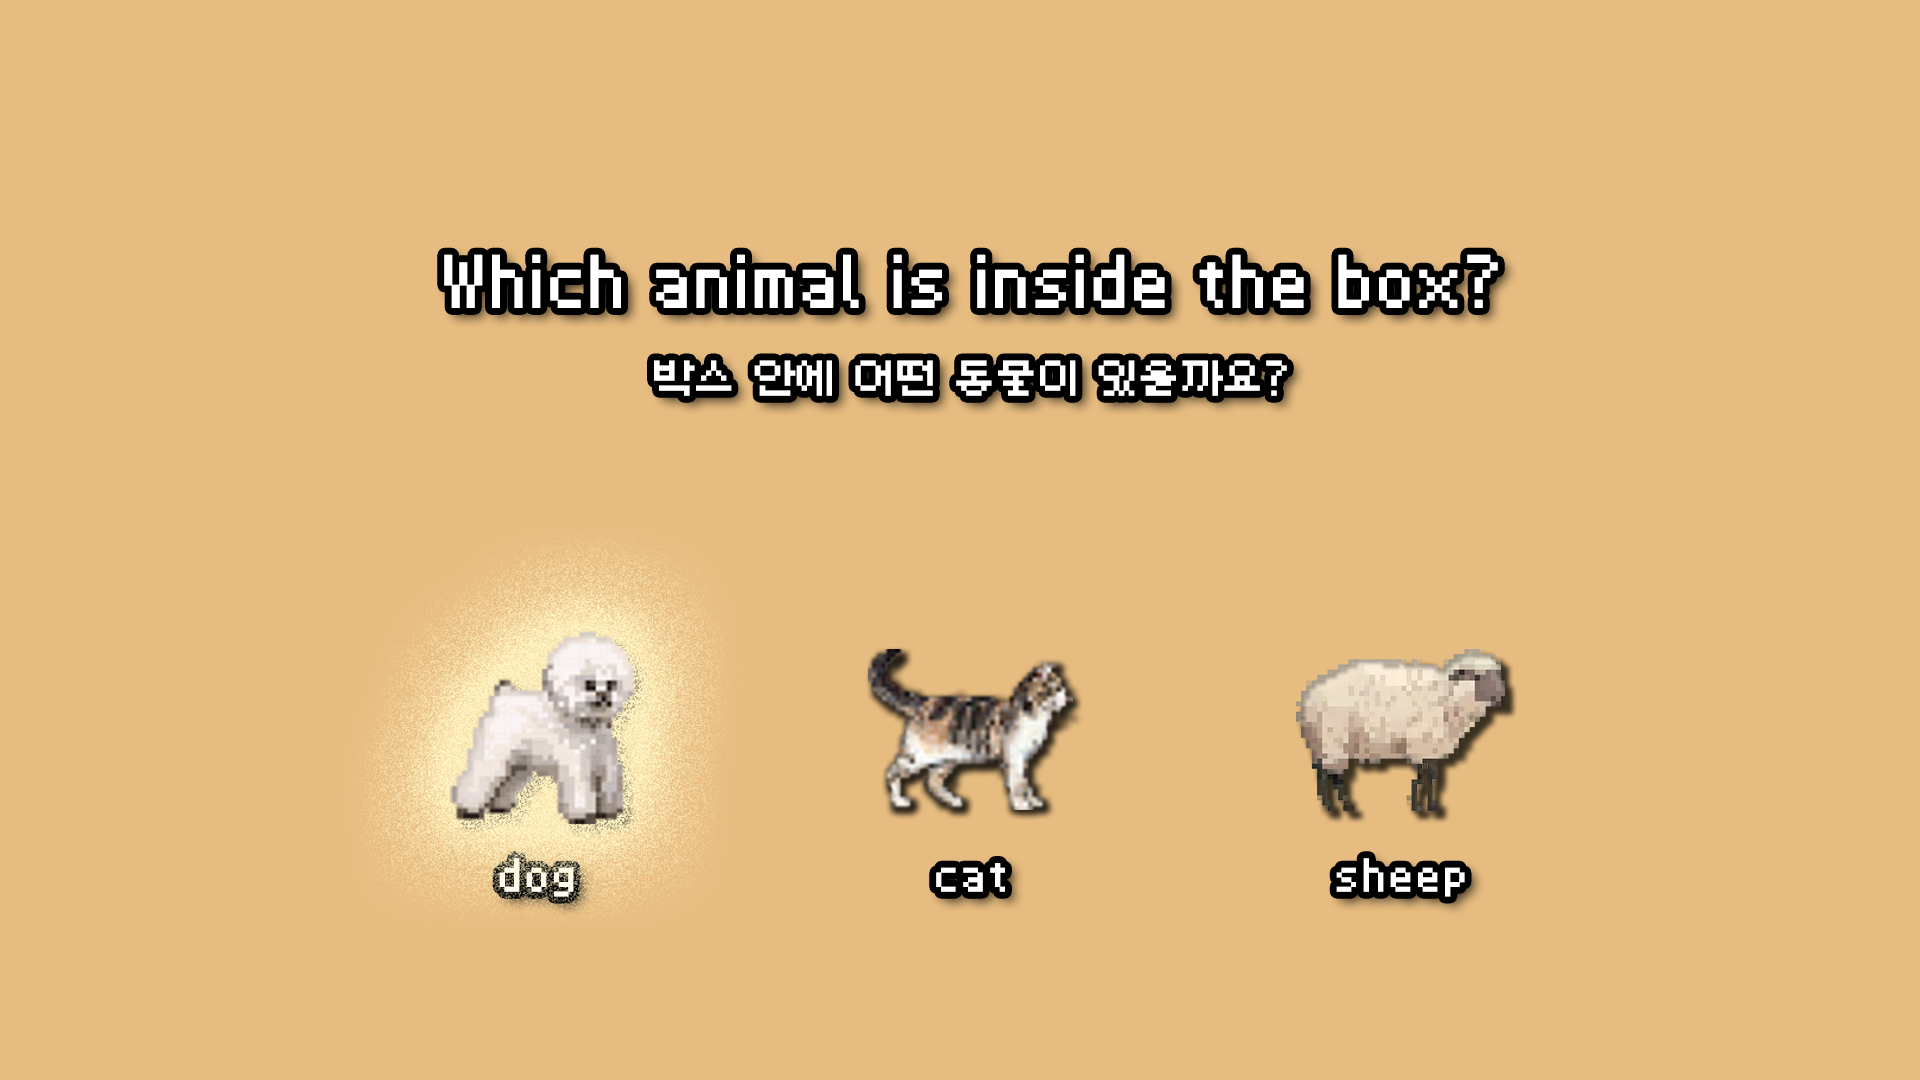 Which animal is inside the box?
박스 안에 어떤 동물이 있을까요?
dog
cat
sheep